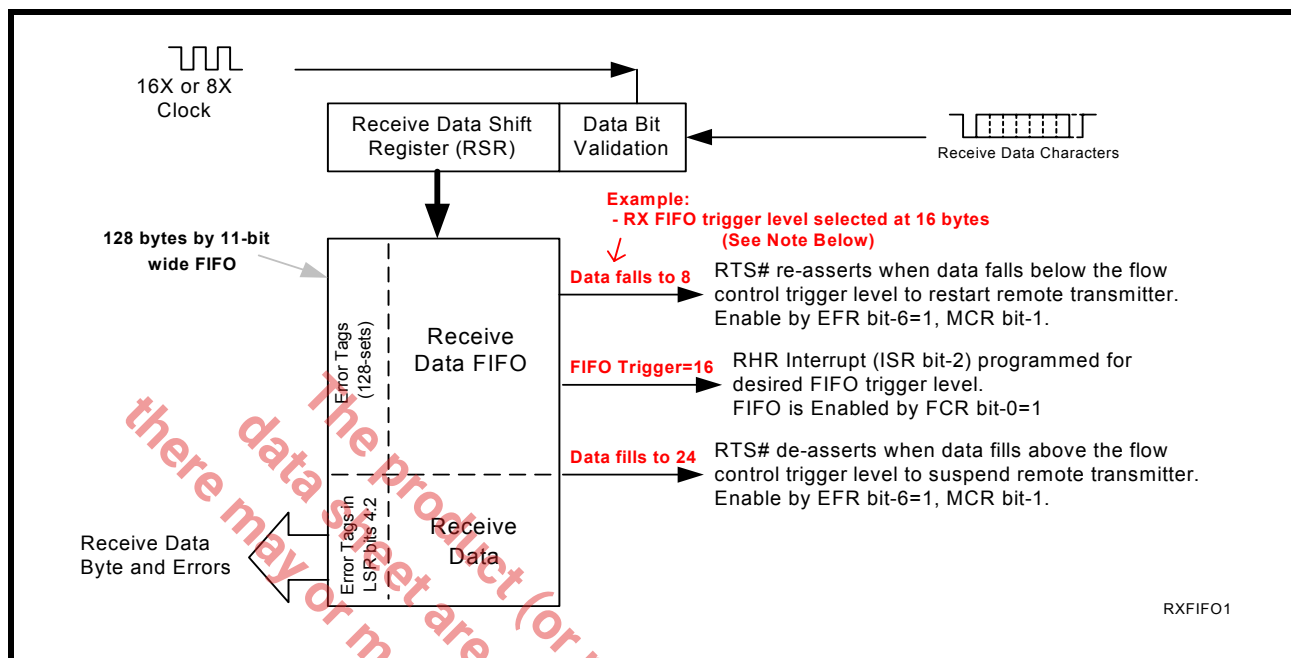 16X or 8X
Clock
Receive Data Shift
Register (RSR)
Data Bit
Validation
Receive Data Characters
Example:
- RX FIFO trigger level selected at 16 bytes
(See Note Below)
128 bytes by 11-bit
wide FIFO
Error Tags
(128-sets)
Receive
Data FIFO
Data falls to 8
RTS# re-asserts when data falls below the flow
control trigger level to restart remote transmitter.
Enable by EFR bit-6=1, MCR bit-1.
FIFO Trigger=16
RHR Interrupt (ISR bit-2) programmed for
desired FIFO trigger level.
FIFO is Enabled by FCR bit-0=1
Data fills to 24
RTS# de-asserts when data fills above the flow
control trigger level to suspend remote transmitter.
Enable by EFR bit-6=1, MCR bit-1.
Error Tags in
LSR bits 4:2
Receive
Data
Receive Data
Byte and Errors
RXFIFO1
The product (or
data sheet are
there may or m